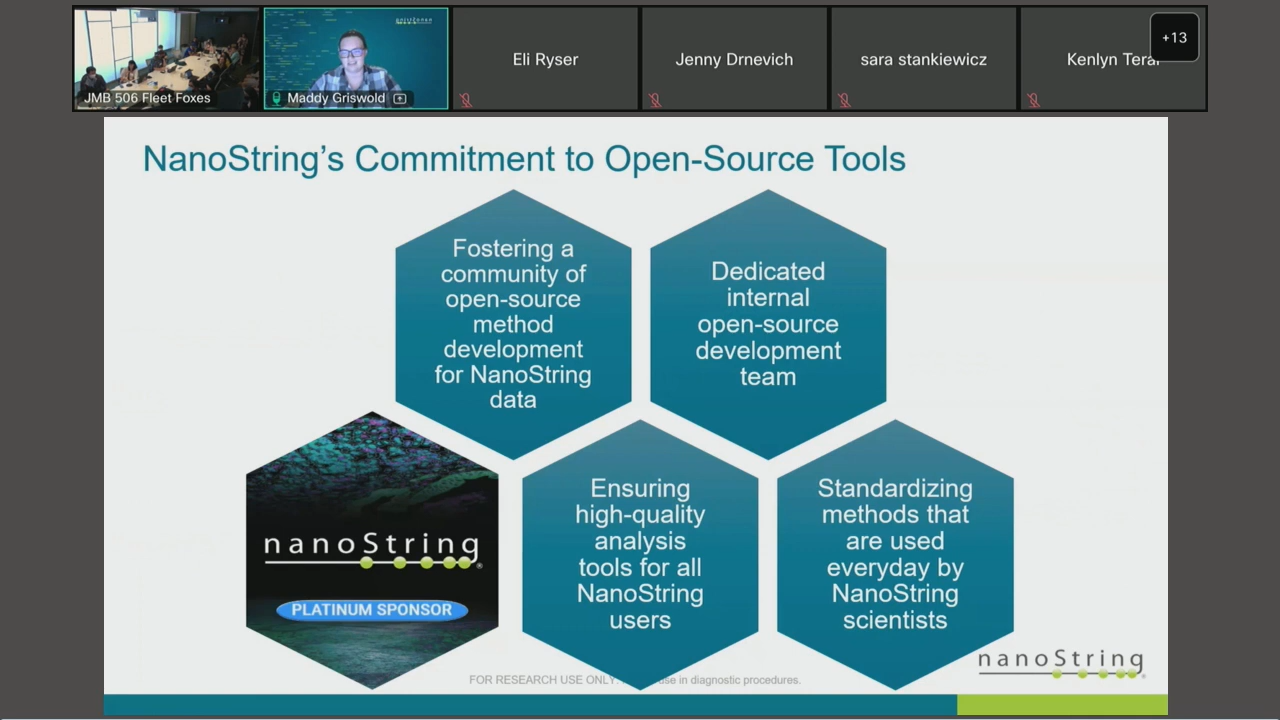 nanoString
JMB 506 Fleet Foxes
Maddy Griswold
Eli Ryser
Jenny Drnevich
sara stankiewicz
Kenlyn
+13
NanoString's Commitment to Open-Source Tools
Fostering a
community of
open-source
method
development
for NanoString
data
Dedicated
internal
open-source
development
team
nanoString®
PLATINUM SPONSOR
Ensuring
high-quality
analysis
tools for all
NanoString
users
Standardizing
methods that
are used
everyday by
NanoString
scientists
FOR RESEARCH USE ONLY. use in diagnostic procedures.
nanoString®